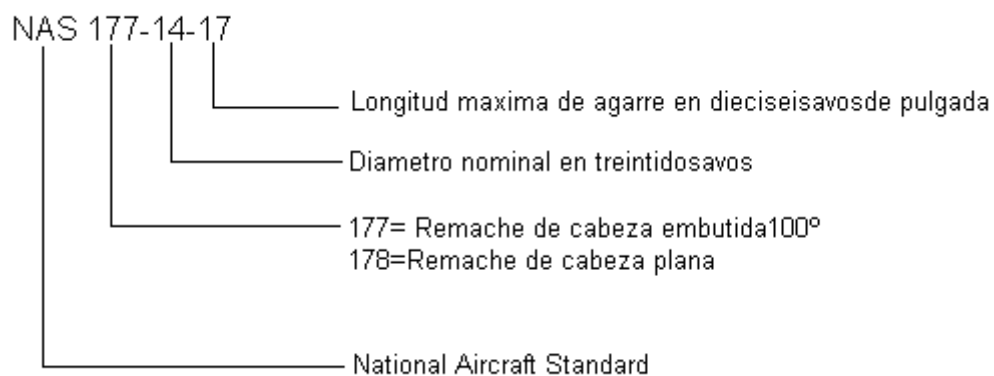 NAS 177-14-17
Longitud maxima de agarre en dieciseisavosde pulgada
Diametro nominal en treintidosavos
177= Remache de cabeza embutida100º
178=Remache de cabeza plana
National Aircraft Standard